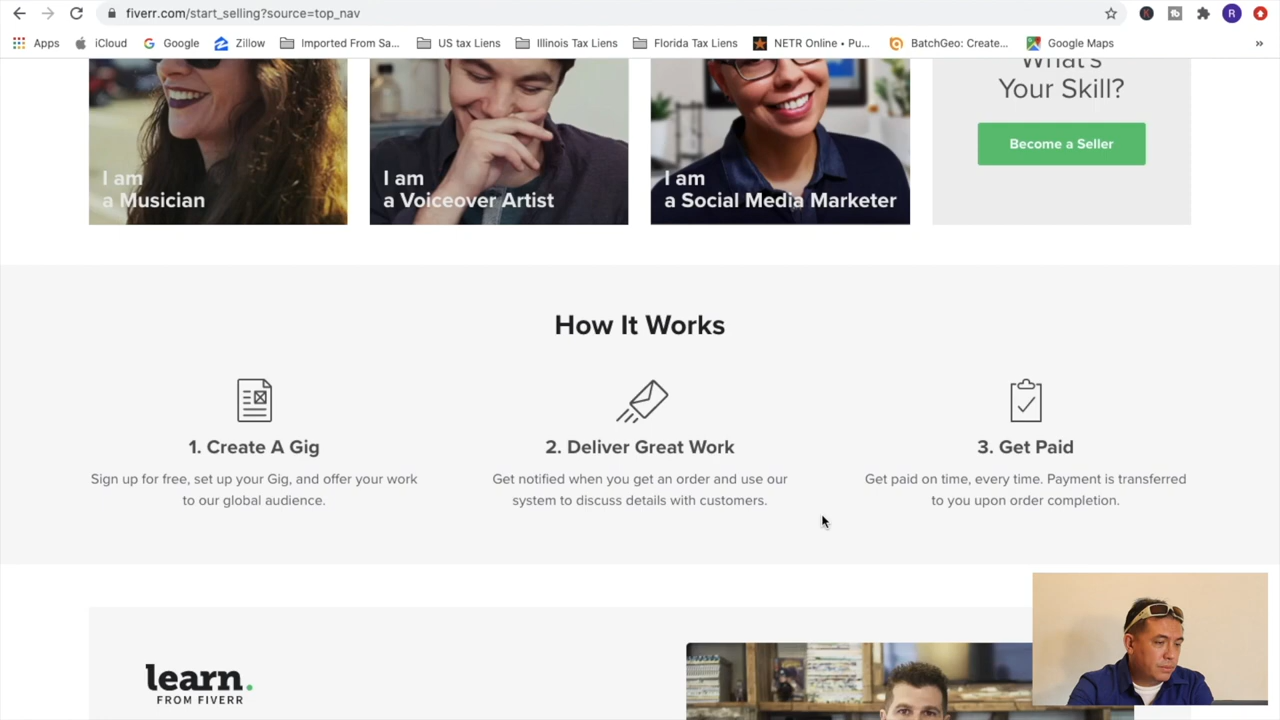 fiverr.com/start_selling?source=top_nav
R
Apps
iCloud
Google
Zillow
Imported From Sa...
US tax Liens
Illinois Tax Liens
Florida Tax Liens
NETR Online • Pu...
BatchGeo: Create...
Google Maps
»
I am
a Musician
I am
a Voiceover Artist
I am
a Social Media Marketer
What's
Your Skill?
Become a Seller
How It Works
1. Create A Gig
Sign up for free, set up your Gig, and offer your work
to our global audience.
2. Deliver Great Work
Get notified when you get an order and use our
system to discuss details with customers.
3. Get Paid
Get paid on time, every time. Payment is transferred
to you upon order completion.
learn.
FROM FIVERR